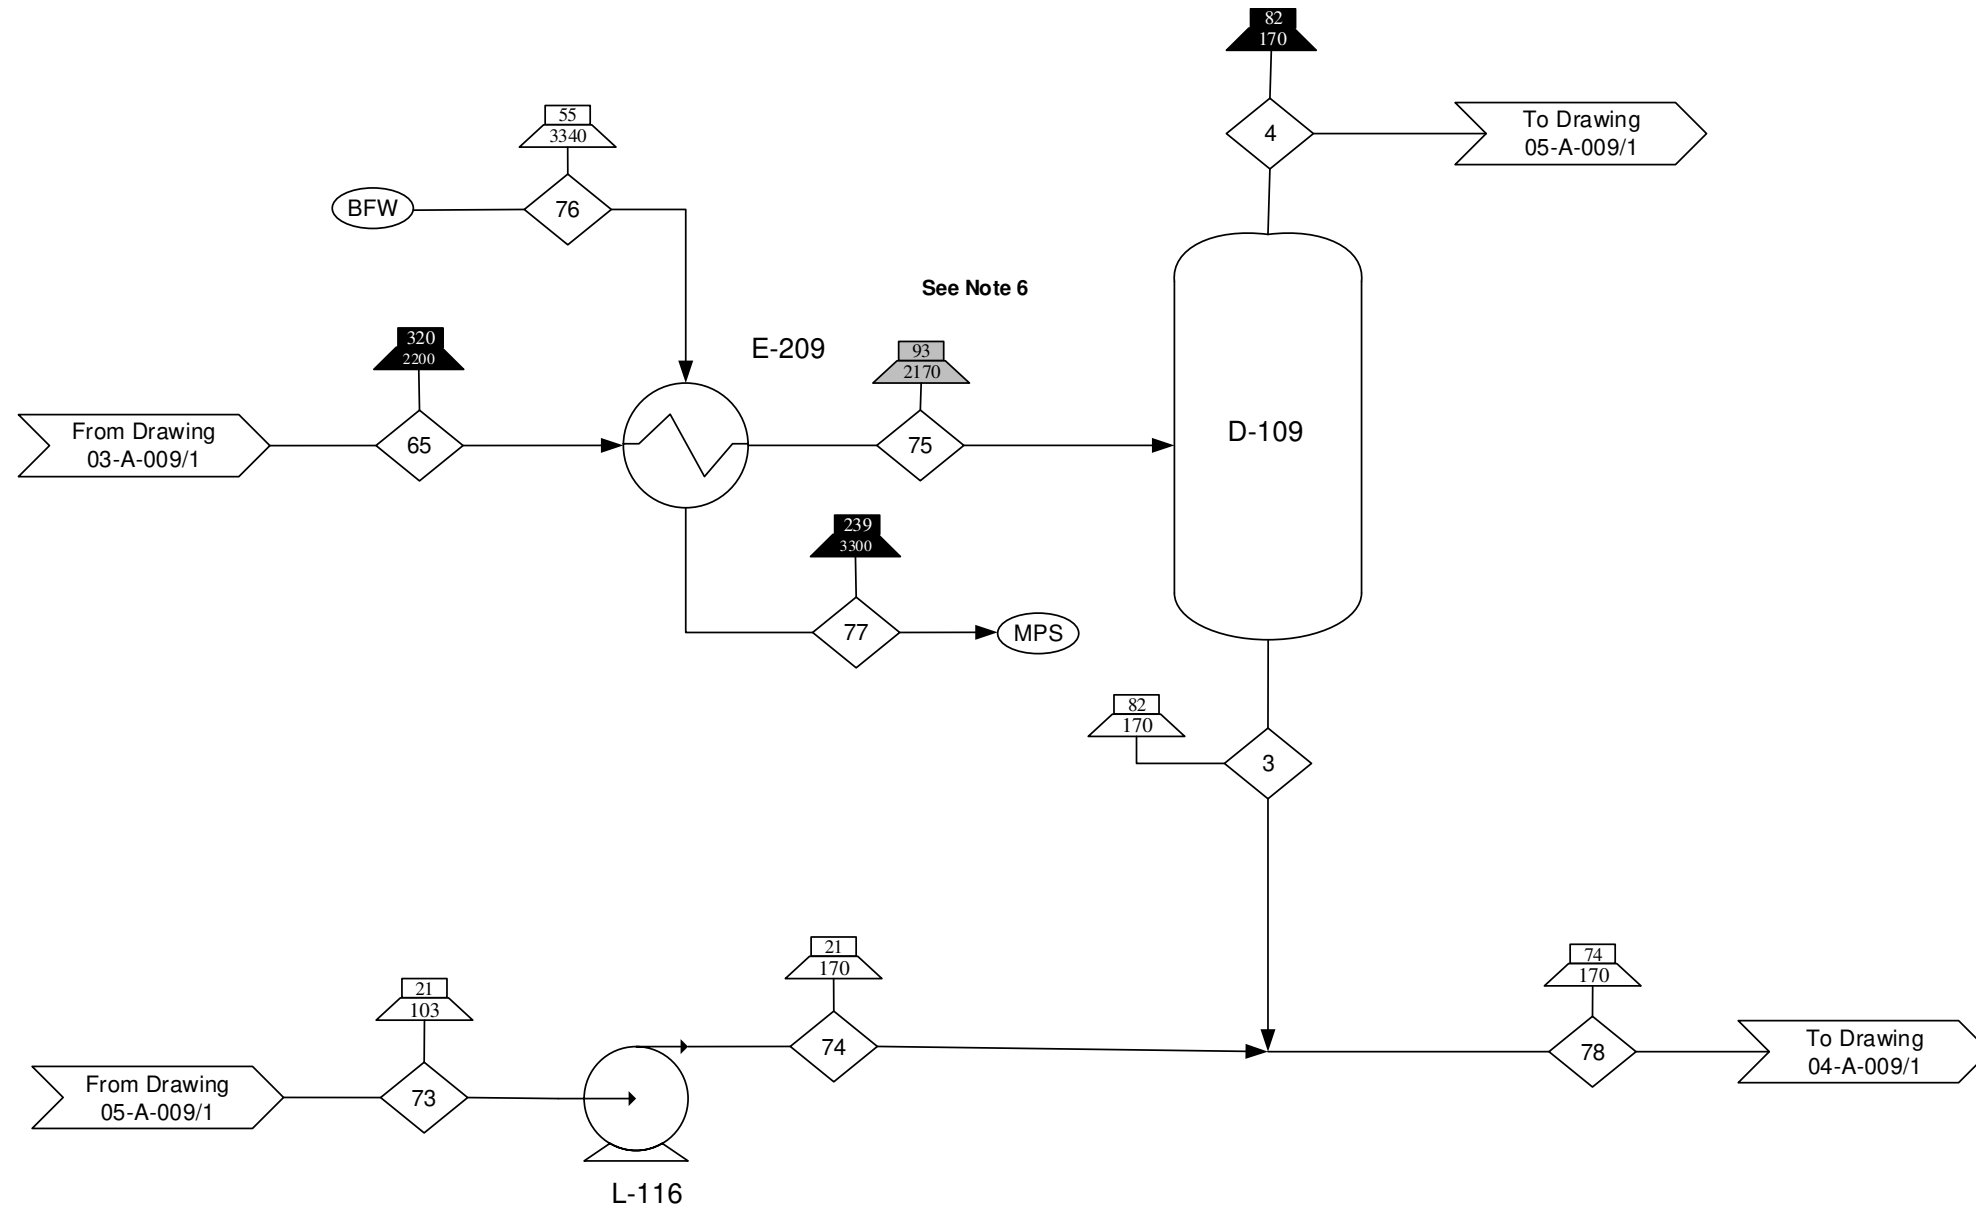 82
170
4
To Drawing
05-A-009/1
55
3340
BFW
76
See Note 6
320
2200
E-209
93
2170
From Drawing
03-A-009/1
65
75
D-109
239
3300
77
MPS
82
170
3
21
170
74
74
170
78
To Drawing
04-A-009/1
21
103
From Drawing
05-A-009/1
73
L-116